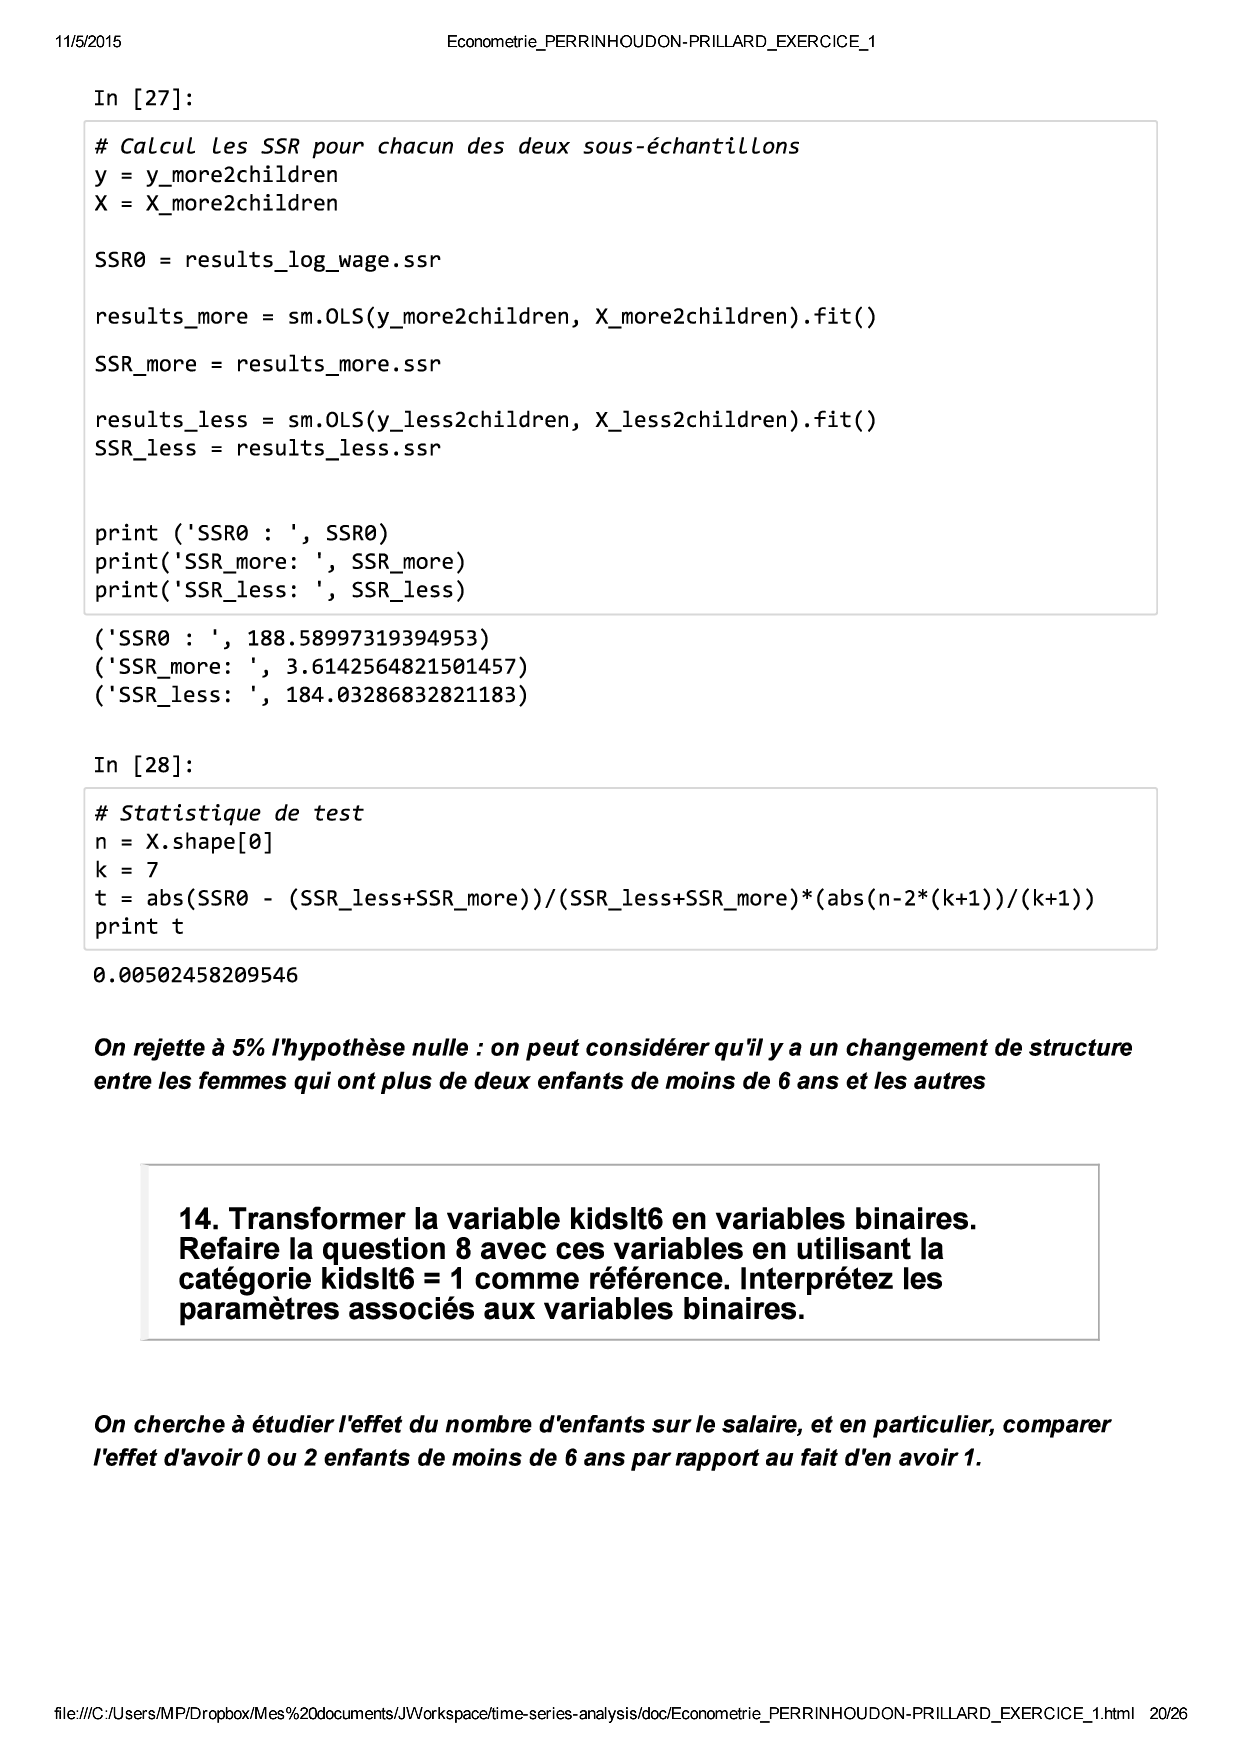 11/5/2015
Econometrie_PERRINHOUDON-PRILLARD_EXERCICE_1
In [27]:
# Calcul les SSR pour chacun des deux sous-échantillons
y = y_more2children
X = X_more2children
SSR0 = results_log_wage.ssr
results_more = sm.OLS(y_more2children, X_more2children).fit()
SSR_more = results_more.ssr
results_less = sm.OLS(y_less2children, X_less2children).fit()
SSR_less = results_less.ssr
print ('SSR0 : ', SSR0)
print('SSR_more: ', SSR_more)
print('SSR_less: ', SSR_less)
('SSR0 : ', 188.58997319394953)
('SSR_more: ', 3.6142564821501457)
('SSR_less: ', 184.03286832821183)
In [28]:
# Statistique de test
n = X.shape[0]
k = 7
t = abs(SSR0 - (SSR_less+SSR_more))/(SSR_less+SSR_more)*(abs(n-2*(k+1))/(k+1))
print t
0.00502458209546
On rejette à 5% l'hypothèse nulle : on peut considérer qu'il y a un changement de structure
entre les femmes qui ont plus de deux enfants de moins de 6 ans et les autres
14. Transformer la variable kidslt6 en variables binaires.
Refaire la question 8 avec ces variables en utilisant la
catégorie kidslt6 = 1 comme référence. Interprétez les
paramètres associés aux variables binaires.
On cherche à étudier l'effet du nombre d'enfants sur le salaire, et en particulier, comparer
l'effet d'avoir 0 ou 2 enfants de moins de 6 ans par rapport au fait d'en avoir 1.
file:///C:/Users/MP/Dropbox/Mes%20documents/JWorkspace/time-series-analysis/doc/Econometrie_PERRINHOUDON-PRILLARD_EXERCICE_1.html 20/26